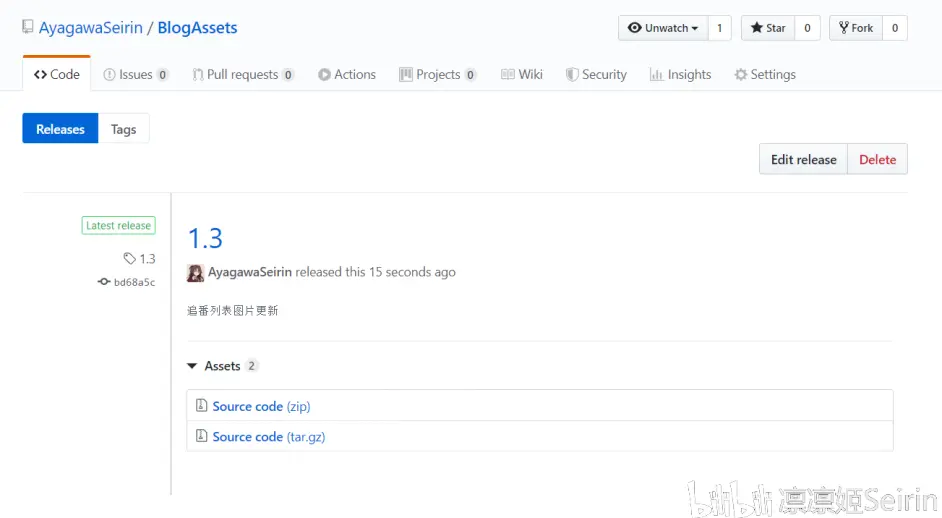 AyagawaSeirin / BlogAssets
Unwatch 1 Star 0 Fork 0
Code Issues 0 Pull requests 0 Actions Projects 0 Wiki Security Insights Settings
Releases Tags
Edit release Delete
Latest release
1.3
bd68a5c
1.3
AyagawaSeirin released this 15 seconds ago
追番列表图片更新
Assets 2
Source code (zip)
Source code (tar.gz)
bilibili 凛凛姬Seirin